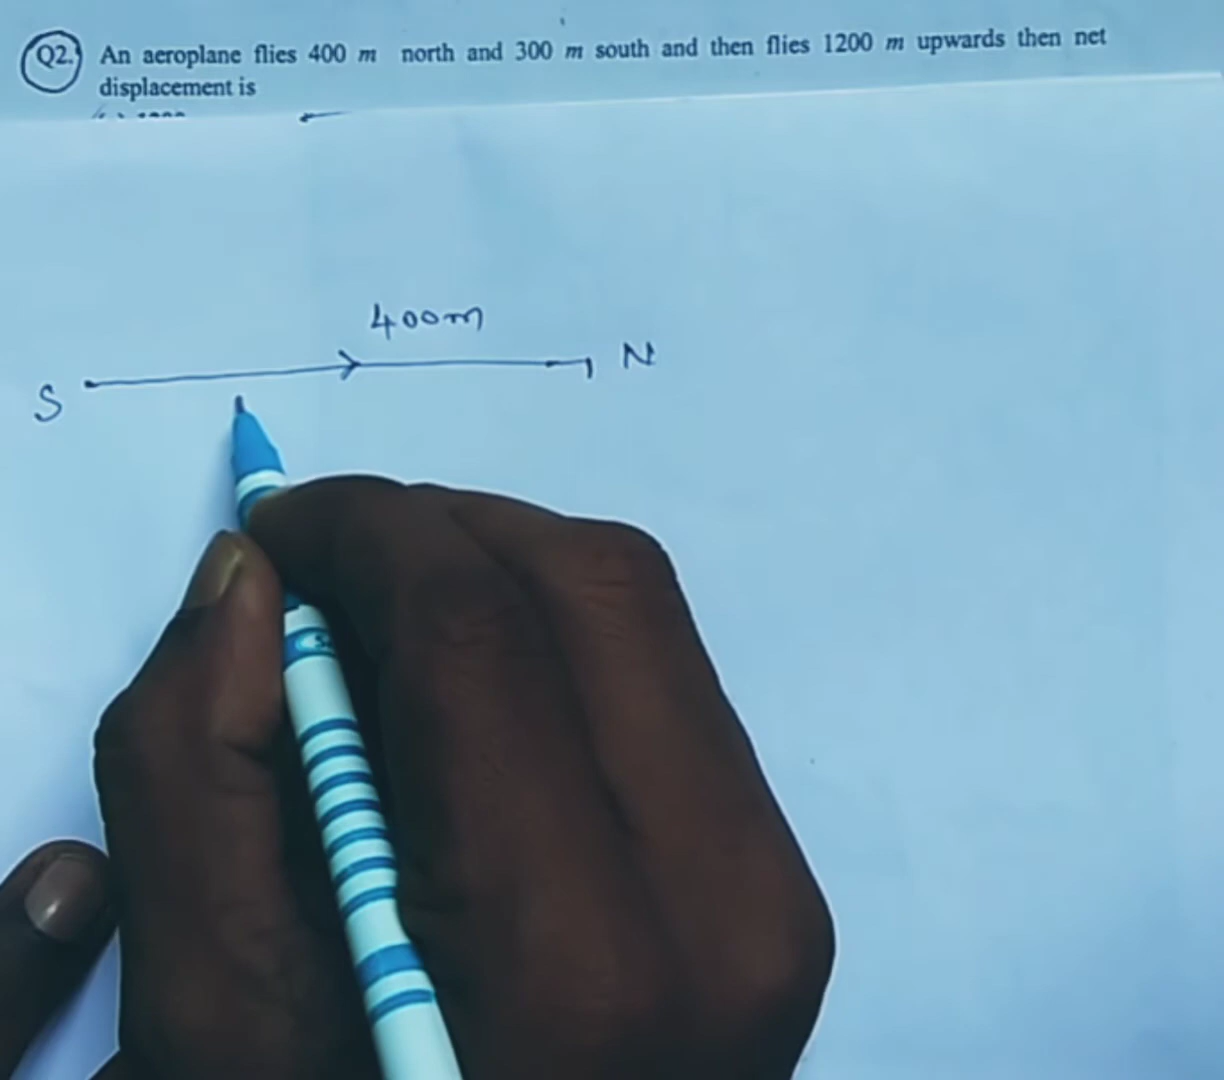 Q2. An aeroplane flies 400 m north and 300 m south and then flies 1200 m upwards then net
displacement is
400m
S N